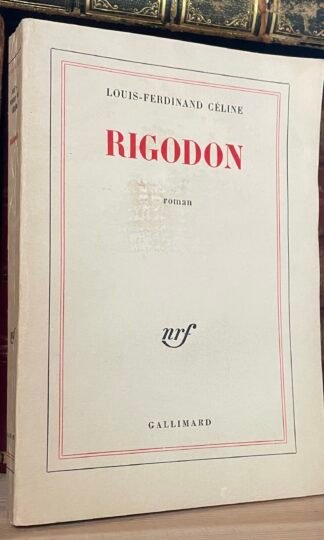 LOUIS-FERDINAND CÉLINE
RIGODON
roman
nrf
GALLIMARD